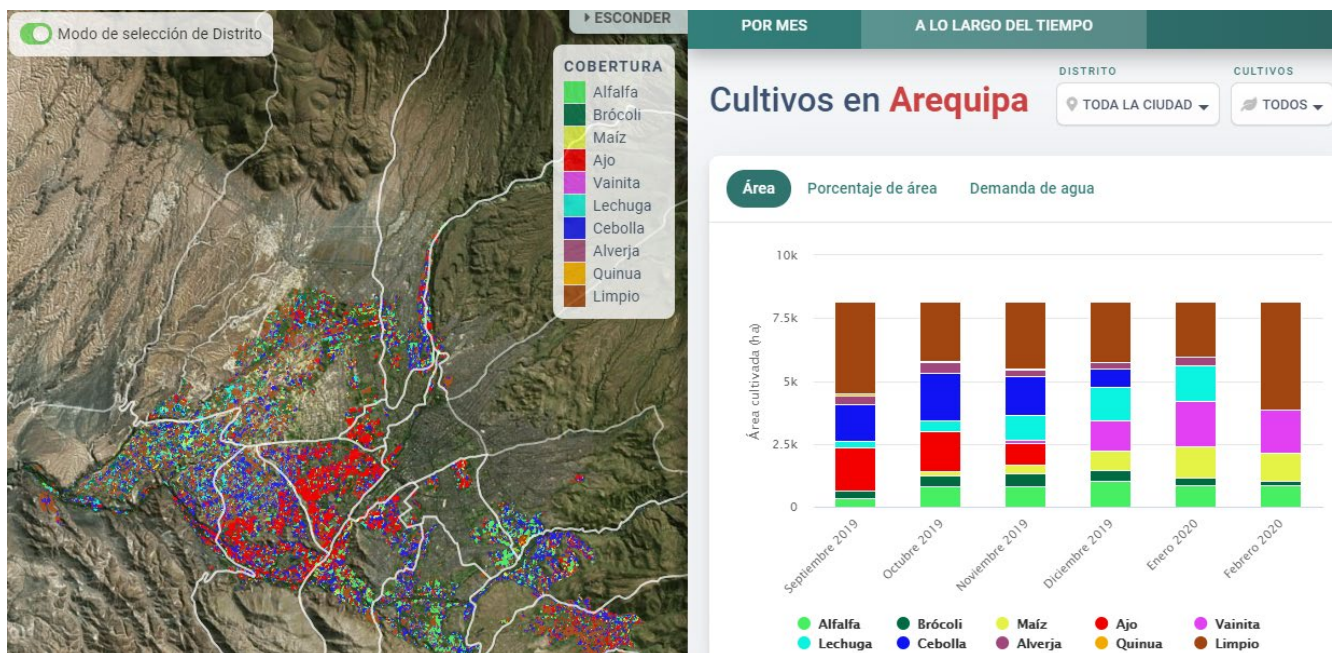 Modo de selección de Distrito
ESCONDER
COBERTURA
Alfalfa
Brócoli
Maíz
Ajo
Vainita
Lechuga
Cebolla
Alverja
Quinua
Limpio
POR MES
A LO LARGO DEL TIEMPO
Cultivos en Arequipa
DISTRITO
TODA LA CIUDAD
CULTIVOS
TODOS
Área
Porcentaje de área
Demanda de agua
Área cultivada (ha)
10k
7.5k
5k
2.5k
0
Septiembre 2019
Octubre 2019
Noviembre 2019
Diciembre 2019
Enero 2020
Febrero 2020
Alfalfa
Brócoli
Maíz
Ajo
Vainita
Lechuga
Cebolla
Alverja
Quinua
Limpio